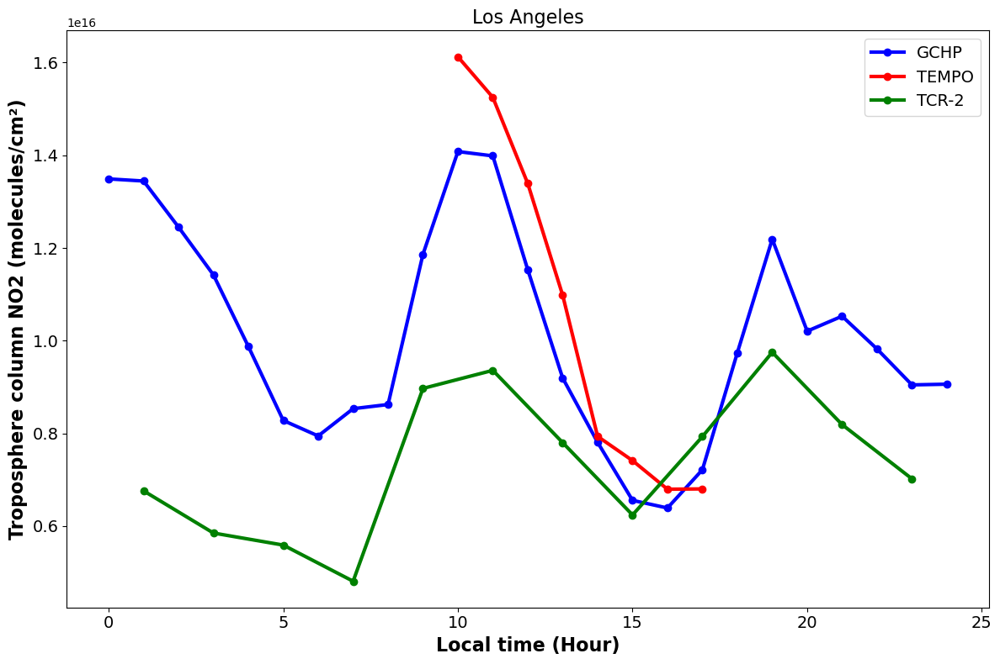 Los Angeles
1e16
GCHP
TEMPO
TCR-2
Troposphere column NO2 (molecules/cm²)
1.6
1.4
1.2
1.0
0.8
0.6
0 5 10 15 20 25
Local time (Hour)